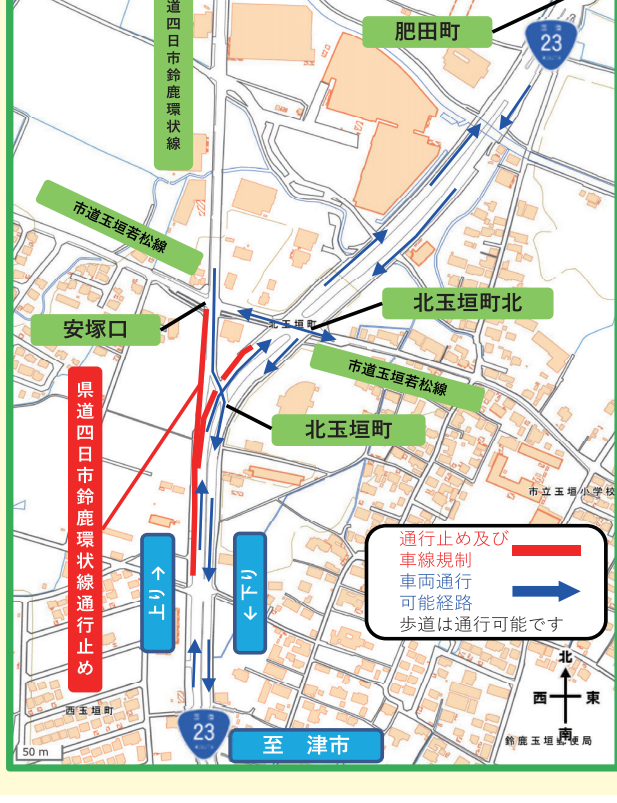 道四日市鈴鹿環状線
肥田町
23
市道玉垣若松線
北玉垣町北
安塚口
北玉垣町
市道玉垣若松線
北玉垣町
県道四日市鈴鹿環状線通行止め
市立玉垣小学校
通行止め及び
車線規制
車両通行
可能経路
歩道は通行可能です
上り→
←下り
北
西 東
南
西玉垣町
23
至 津市
鈴鹿玉垣郵便局
50 m